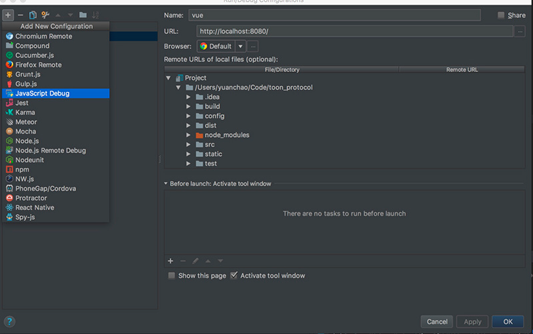 Run/Debug Configurations
Add New Configuration
Chromium Remote
Compound
Cucumber.js
Firefox Remote
Grunt.js
Gulp.js
JavaScript Debug
Jest
Karma
Meteor
Mocha
Node.js
Node.js Remote Debug
Nodeunit
npm
NW.js
PhoneGap/Cordova
Protractor
React Native
Spy-js
Name: vue
Share
URL: http://localhost:8080/
Browser: Default
Remote URLs of local files (optional):
File/Directory Remote URL
Project
/Users/yuanchao/Code/toon_protocol
.idea
build
config
dist
node_modules
src
static
test
Before launch: Activate tool window
There are no tasks to run before launch
Show this page Activate tool window
? Cancel Apply OK